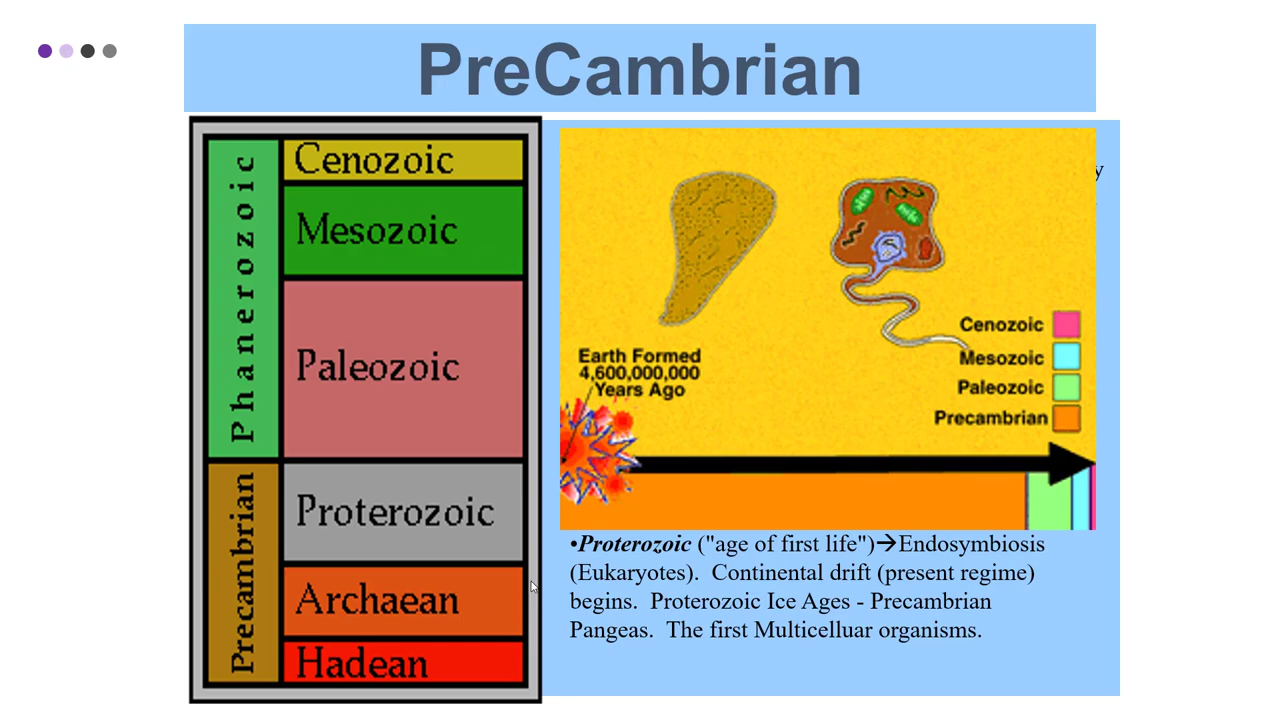 PreCambrian
Phanerozoic
Cenozoic
Mesozoic
Paleozoic
Precambrian
Proterozoic
Archaean
Hadean
y
Earth Formed
4,600,000,000
Years Ago
Cenozoic
Mesozoic
Paleozoic
Precambrian
•Proterozoic ("age of first life")→Endosymbiosis
(Eukaryotes).  Continental drift (present regime)
begins.  Proterozoic Ice Ages - Precambrian
Pangeas.  The first Multicelluar organisms.